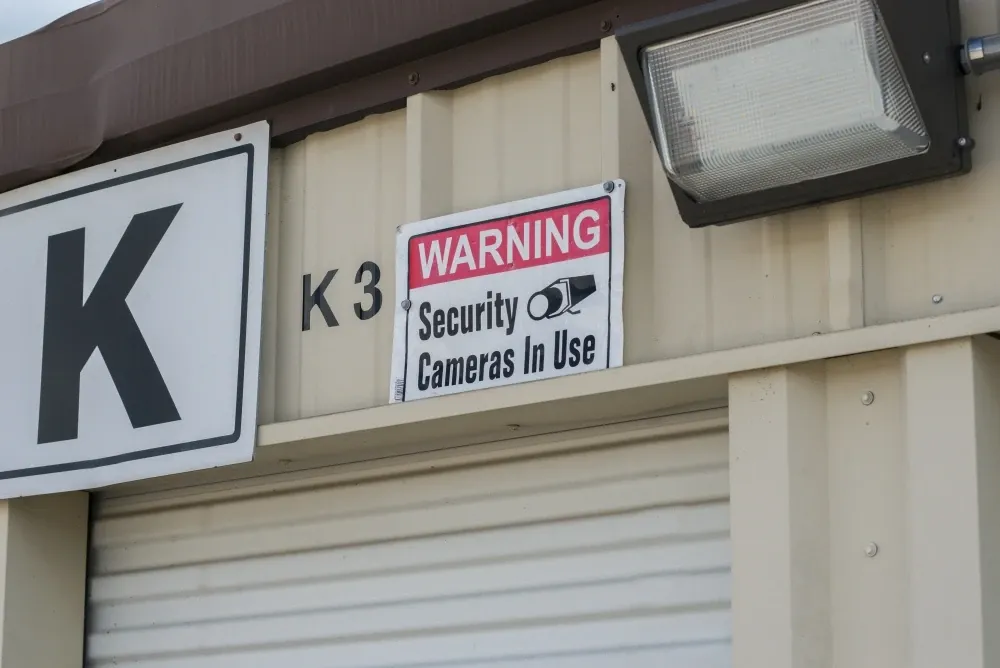 K
K 3
WARNING
Security
Cameras In Use